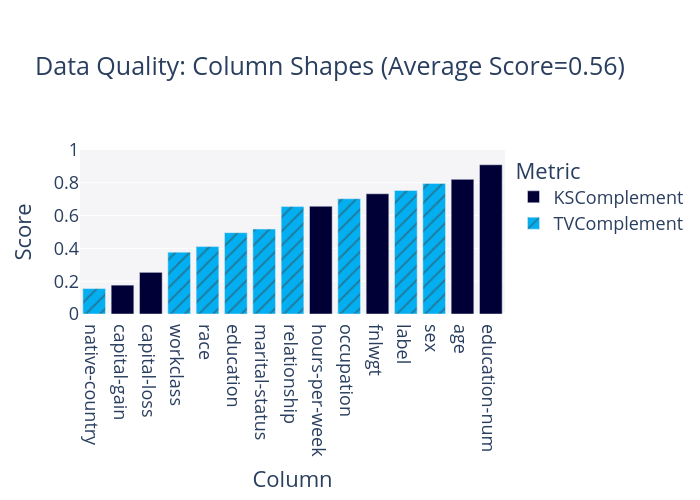 Data Quality: Column Shapes (Average Score=0.56)
Score
1
0.8
0.6
0.4
0.2
0
native-country
capital-gain
capital-loss
workclass
race
education
marital-status
relationship
hours-per-week
occupation
fnlwgt
label
sex
age
education-num
Column
Metric
KSComplement
TVComplement